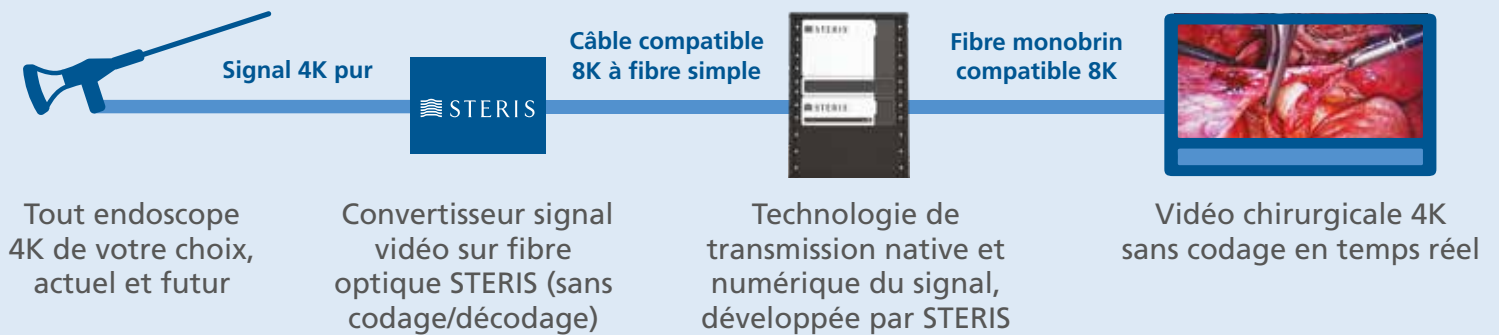 Signal 4K pur
STERIS
Câble compatible
8K à fibre simple
STERIS
STERIS
Fibre monobrin
compatible 8K
Tout endoscope
4K de votre choix,
actuel et futur
Convertisseur signal
vidéo sur fibre
optique STERIS (sans
codage/décodage)
Technologie de
transmission native et
numérique du signal,
développée par STERIS
Vidéo chirurgicale 4K
sans codage en temps réel